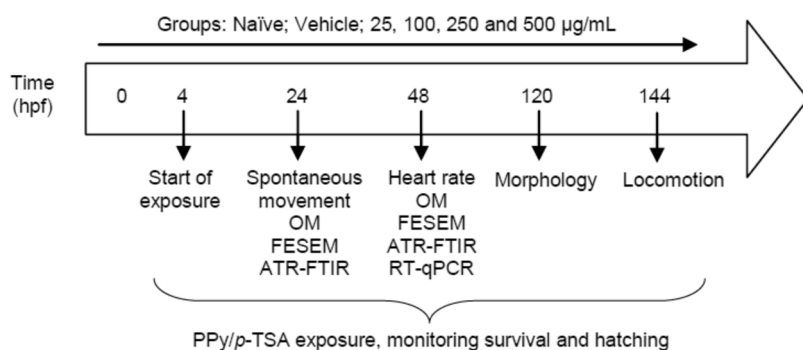 Groups: Naïve; Vehicle; 25, 100, 250 and 500 µg/mL
Time
(hpf)
0 4 24 48 120 144
Start of
exposure
Spontaneous
movement
OM
FESEM
ATR-FTIR
Heart rate
OM
FESEM
ATR-FTIR
RT-qPCR
Morphology
Locomotion
PPy/p-TSA exposure, monitoring survival and hatching